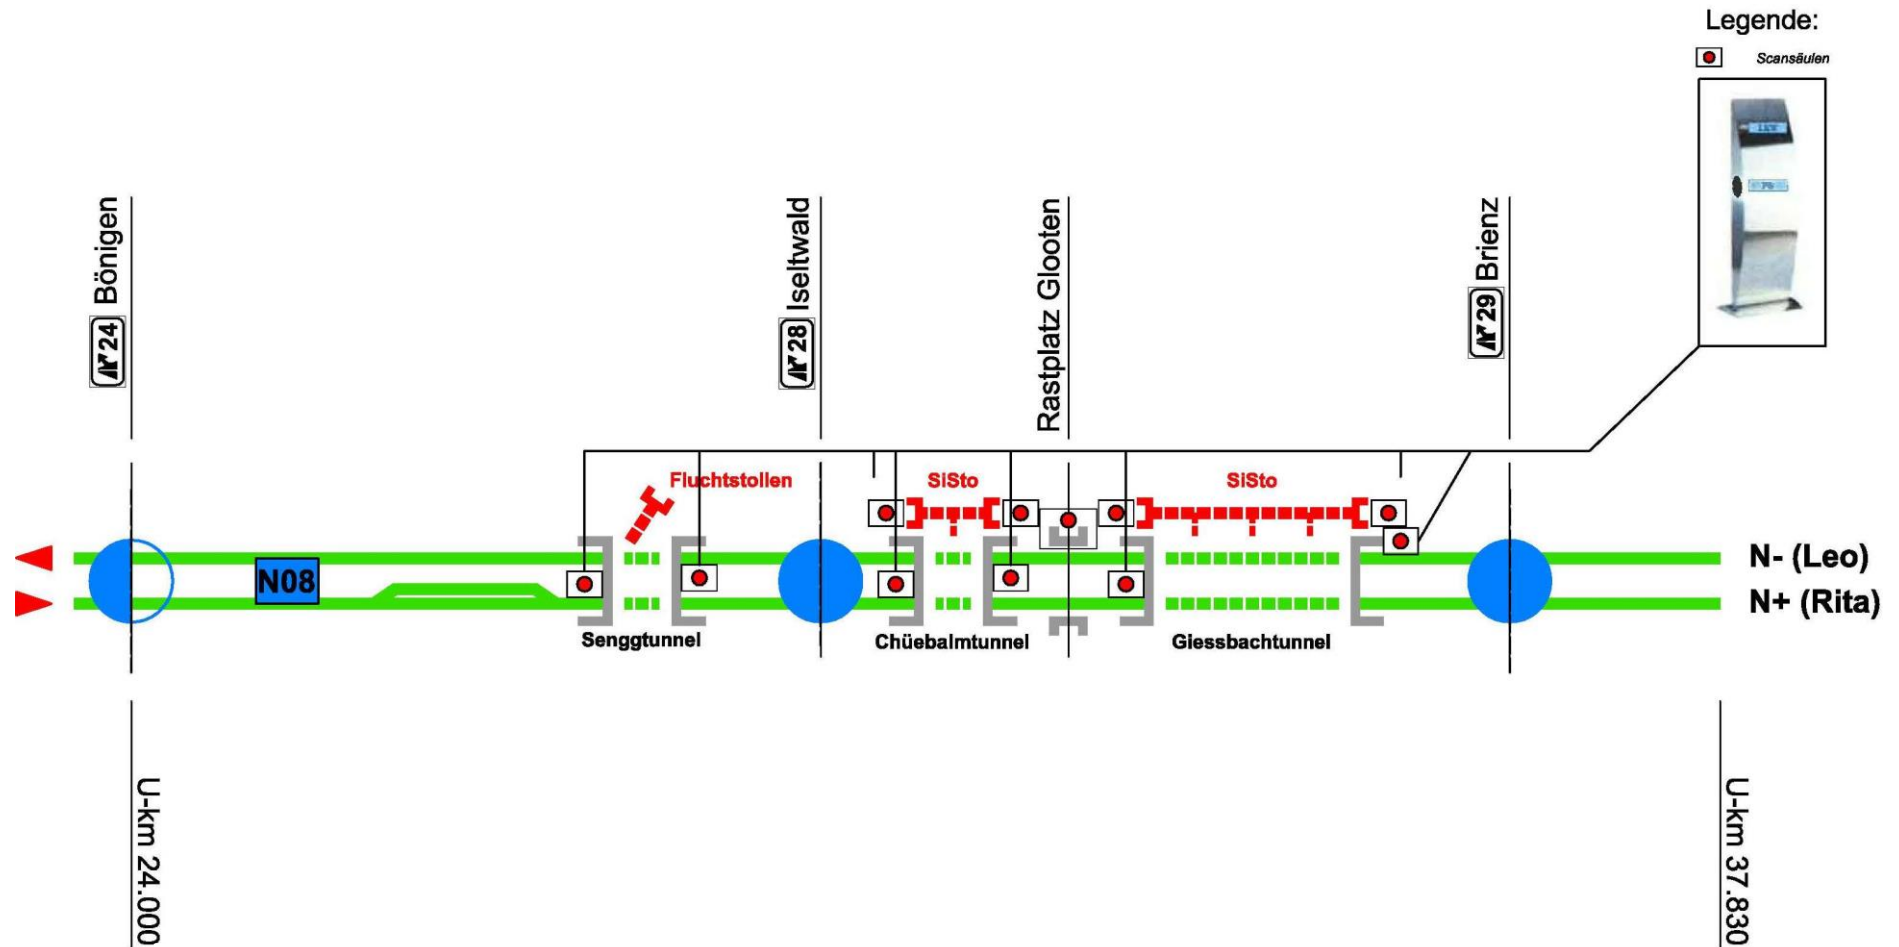 Legende:
Scansäulen
24 Bönigen
28 Iseltwald
Rastplatz Glooten
29 Brienz
Fluchtstollen
SiSto
SiSto
N08
N- (Leo)
N+ (Rita)
Senggtunnel
Chüebalmtunnel
Giessbachtunnel
U-km 24.000
U-km 37.830